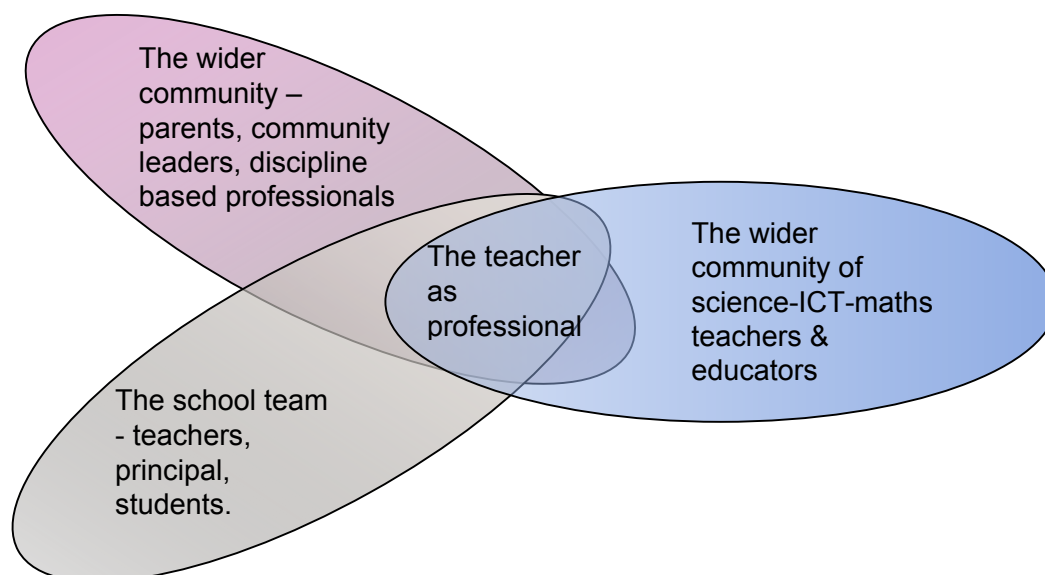 The wider
community –
parents, community
leaders, discipline
based professionals
The teacher
as
professional
The wider
community of
science-ICT-maths
teachers &
educators
The school team
- teachers,
principal,
students.